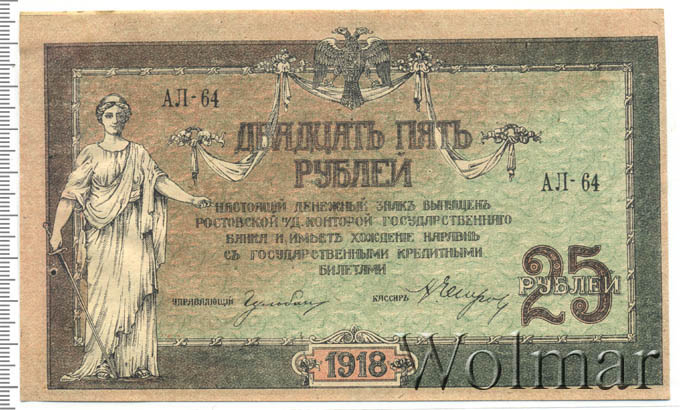 АЛ-64
ДВАДЦАТЬ ПЯТЬ
РУБЛЕЙ
АЛ-64
НАСТОЯЩІЙ ДЕНЕЖНЫЙ ЗНАКЪ ВЫПУЩЕНЪ
РОСТОВСКОЙ Н/Д. КОНТОРОЙ ГОСУДАРСТВЕННАГО
БАНКА И ИМѢЕТЪ ХОЖДЕНІЕ НАРАВНѢ
СЪ ГОСУДАРСТВЕННЫМИ КРЕДИТНЫМИ
БИЛЕТАМИ
УПРАВЛЯЮЩІЙ
КАССИРЪ
25
РУБЛЕЙ
1918
Wolmar